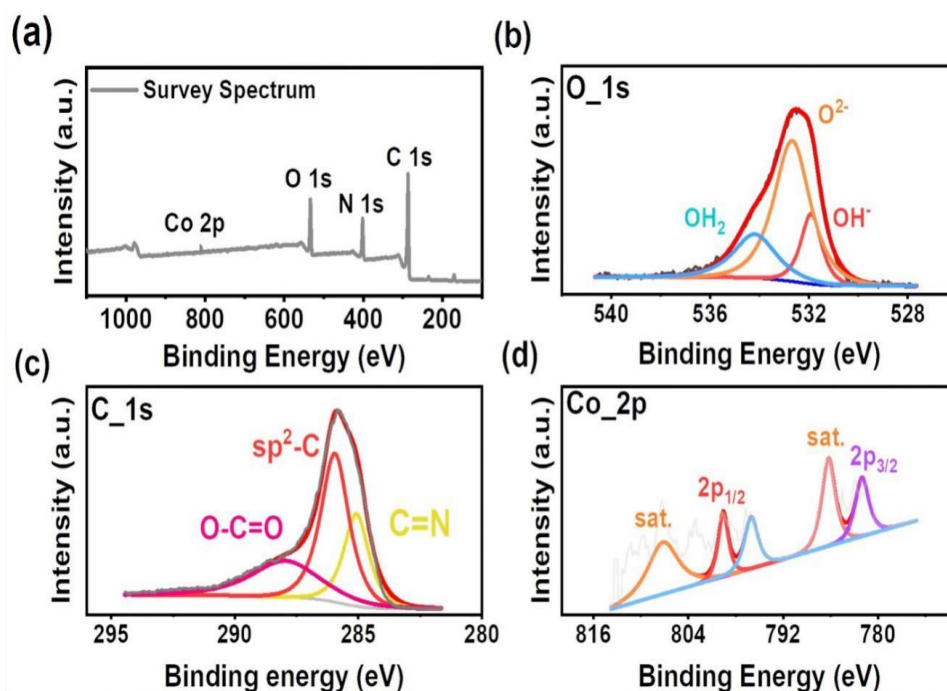 (a)
Survey Spectrum
C 1s
O 1s
N 1s
Co 2p
Intensity (a.u.)
1000 800 600 400 200
Binding Energy (eV)
(b)
O_1s
O²⁻
OH₂
OH⁻
Intensity (a.u.)
540 536 532 528
Binding Energy (eV)
(c)
C_1s
sp²-C
O-C=O
C=N
Intensity (a.u.)
295 290 285 280
Binding energy (eV)
(d)
Co_2p
sat.
2p₃/₂
2p₁/₂
sat.
Intensity (a.u.)
816 804 792 780
Binding Energy (eV)